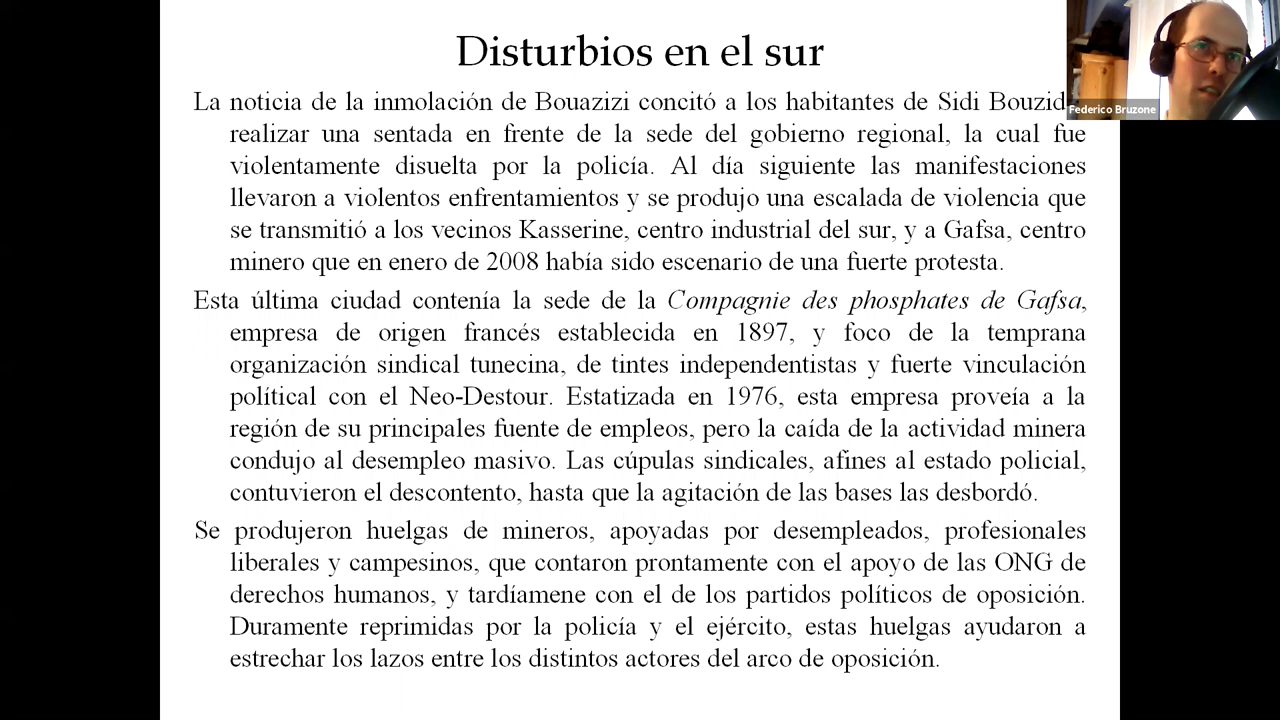 Disturbios en el sur
La noticia de la inmolación de Bouazizi concitó a los habitantes de Sidi Bouzid
Federico Bruzone
realizar una sentada en frente de la sede del gobierno regional, la cual fue
violentamente disuelta por la policía. Al día siguiente las manifestaciones
llevaron a violentos enfrentamientos y se produjo una escalada de violencia que
se transmitió a los vecinos Kasserine, centro industrial del sur, y a Gafsa, centro
minero que en enero de 2008 había sido escenario de una fuerte protesta.
Esta última ciudad contenía la sede de la Compagnie des phosphates de Gafsa,
empresa de origen francés establecida en 1897, y foco de la temprana
organización sindical tunecina, de tintes independentistas y fuerte vinculación
polítical con el Neo-Destour. Estatizada en 1976, esta empresa proveía a la
región de su principales fuente de empleos, pero la caída de la actividad minera
condujo al desempleo masivo. Las cúpulas sindicales, afines al estado policial,
contuvieron el descontento, hasta que la agitación de las bases las desbordó.
Se produjeron huelgas de mineros, apoyadas por desempleados, profesionales
liberales y campesinos, que contaron prontamente con el apoyo de las ONG de
derechos humanos, y tardíamene con el de los partidos políticos de oposición.
Duramente reprimidas por la policía y el ejército, estas huelgas ayudaron a
estrechar los lazos entre los distintos actores del arco de oposición.